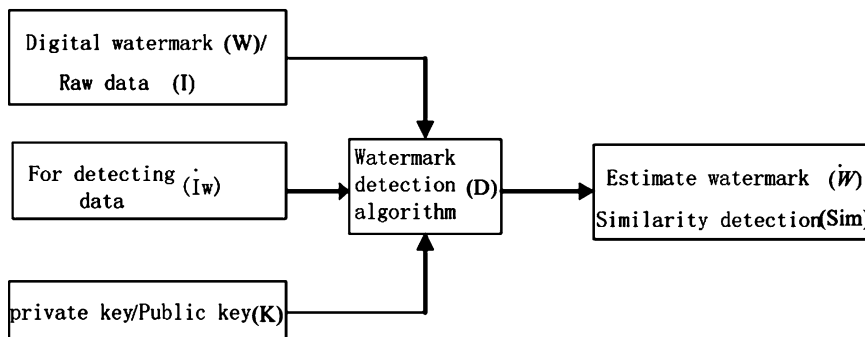 Digital watermark (W)/
Raw data (I)
For detecting
data (İw)
private key/Public key(K)
Watermark
detection (D)
algorithm
Estimate watermark (Ẇ)
Similarity detection(Sim)